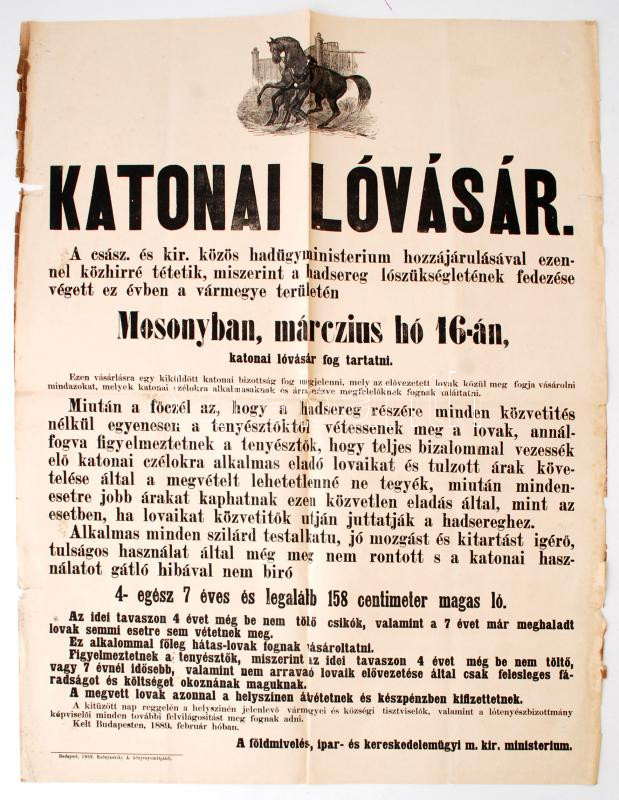 KATONAI LÓVÁSÁR.
A csász. és kir. közös hadügyministerium hozzájárulásával ezen-
nel közhirré tétetik, miszerint a hadsereg lószükségletének fedezése
végett ez évben a vármegye területén
Mosonyban, márczius hó 16-án,
katonai lóvásár fog tartatni.
Ezen vásárlásra egy kiküldött katonai bizottság fog megjelenni, mely az elővezetett lovak közül meg fogja vásárolni
mindazokat, melyek katonai czélokra alkalmasaknak és árra nézve megfelelőknek fognak találtatni.
Miután a főczél az, hogy a hadsereg részére minden közvetités
nélkül egyenesen a tenyésztőktől vétessenek meg a lovak, annál-
fogva figyelmeztetnek a tenyésztők, hogy teljes bizalommal vezessék
elő katonai czélokra alkalmas eladó lovaikat és tulzott árak köve-
telése által a megvételt lehetetlenné ne tegyék, miután minden-
esetre jobb árakat kaphatnak ezen közvetlen eladás által, mint az
esetben, ha lovaikat közvetitők utján juttatják a hadsereghez.
Alkalmas minden szilárd testalkatu, jó mozgást és kitartást igérő,
tulságos használat által még meg nem rontott s a katonai hasz-
nálatot gátló hibával nem biró
4- egész 7 éves és legalább 158 centimeter magas ló.
Az idei tavaszon 4 évet még be nem töltő csikók, valamint a 7 évet már meghaladt
lovak semmi esetre sem vétetnek meg.
Ez alkalommal főleg hátas-lovak fognak vásároltatni.
Figyelmeztetnek a tenyésztők, miszerint az idei tavaszon 4 évet még be nem töltő,
vagy 7 évnél idősebb, valamint nem arravaló lovaik elővezetése által csak felesleges fá-
radságot és költséget okoznának maguknak.
A megvett lovak azonnal a helyszinen átvétetnek és készpénzben kifizettetnek.
A kitűzött nap reggelén a helyszinén jelenlevő vármegyei és községi tisztviselők, valamint a lótenyészbizottmány
képviselői minden további felvilágositást meg fognak adni.
Kelt Budapesten, 1889. február hóban.
A földmivelés, ipar- és kereskedelemügyi m. kir. ministerium.
Budapest, 1889. Rudnyánszky A. könyvnyomdájából.